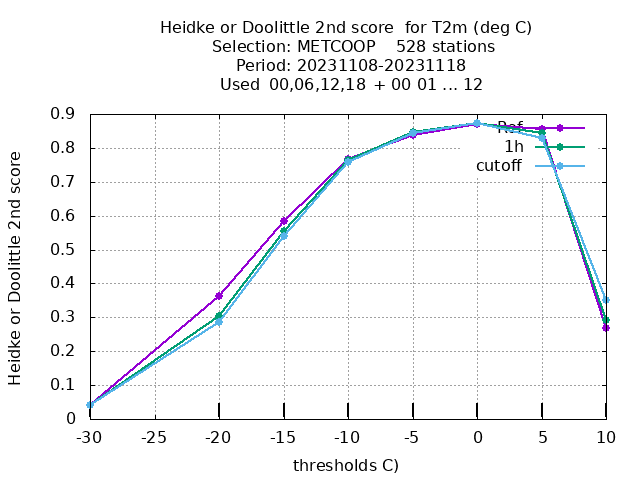 Heidke or Doolittle 2nd score  for T2m (deg C)
Selection: METCOOP    528 stations
Period: 20231108-20231118
Used  00,06,12,18  + 00 01 ... 12
Heidke or Doolittle 2nd score
0.9
0.8
0.7
0.6
0.5
0.4
0.3
0.2
0.1
0
Ref
1h
cutoff
-30 -25 -20 -15 -10 -5 0 5 10
thresholds C)